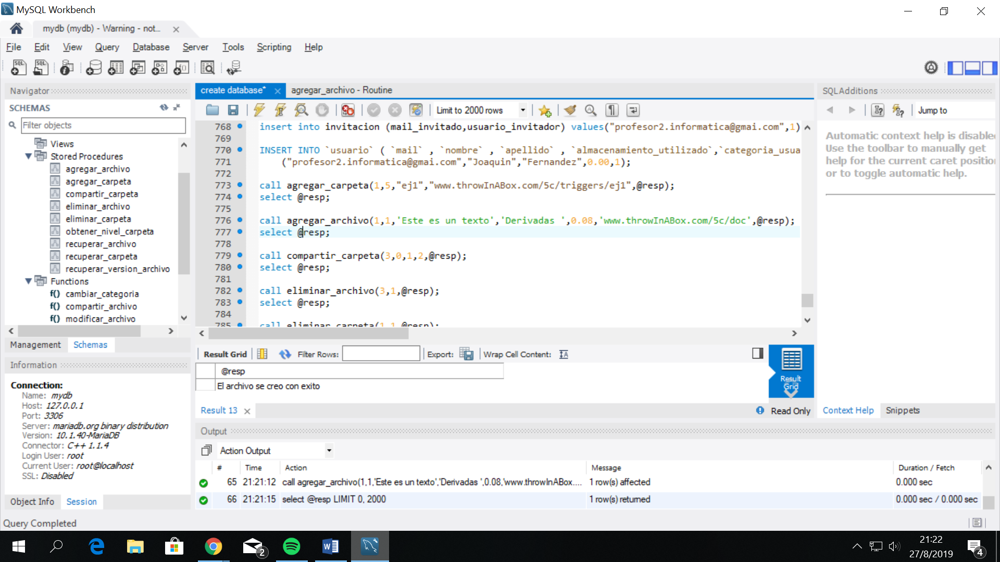 MySQL Workbench
mydb (mydb) - Warning - not...
File Edit View Query Database Server Tools Scripting Help
Navigator
SCHEMAS
Filter objects
Views
Stored Procedures
agregar_archivo
agregar_carpeta
compartir_carpeta
eliminar_archivo
eliminar_carpeta
obtener_nivel_carpeta
recuperar_archivo
recuperar_carpeta
recuperar_version_archivo
Functions
f() cambiar_categoria
f() compartir_archivo
f() modificar_archivo
Management Schemas
Information
Connection:
Name: mydb
Host: 127.0.0.1
Port: 3306
Server: mariadb.org binary distribution
Version: 10.1.40-MariaDB
Connector: C++ 1.1.4
Login User: root
Current User: root@localhost
SSL: Disabled
Object Info Session
Query Completed
create database* agregar_archivo - Routine
Limit to 2000 rows
768 insert into invitacion (mail_invitado,usuario_invitador) values("profesor2.informatica@gmai.com",1)
769
770 INSERT INTO `usuario` ( `mail` , `nombre` , `apellido` , `almacenamiento_utilizado`,`categoria_usua
771 ("profesor2.informatica@gmai.com","Joaquin","Fernandez",0.00,1);
772
773 call agregar_carpeta(1,5,"ej1","www.throwInABox.com/5c/triggers/ej1",@resp);
774 select @resp;
775
776 call agregar_archivo(1,1,'Este es un texto','Derivadas ',0.08,'www.throwInABox.com/5c/doc',@resp);
777 select @resp;
778
779 call compartir_carpeta(3,0,1,2,@resp);
780 select @resp;
781
782 call eliminar_archivo(3,1,@resp);
783 select @resp;
784
785 call eliminar_carpeta(1,1,@resp);
Result Grid Filter Rows: Export: Wrap Cell Content:
@resp
El archivo se creo con exito
Result Grid
Result 13
Read Only
Output
Action Output
# Time Action Message Duration / Fetch
65 21:21:12 call agregar_archivo(1,1,'Este es un texto','Derivadas ',0.08,'www.throwInABox.... 1 row(s) affected 0.000 sec
66 21:21:15 select @resp LIMIT 0, 2000 1 row(s) returned 0.000 sec / 0.000 sec
SQLAdditions
Jump to
Automatic context help is disable
Use the toolbar to manually get
help for the current caret position
or to toggle automatic help.
Context Help Snippets
2
21:22
27/8/2019
4